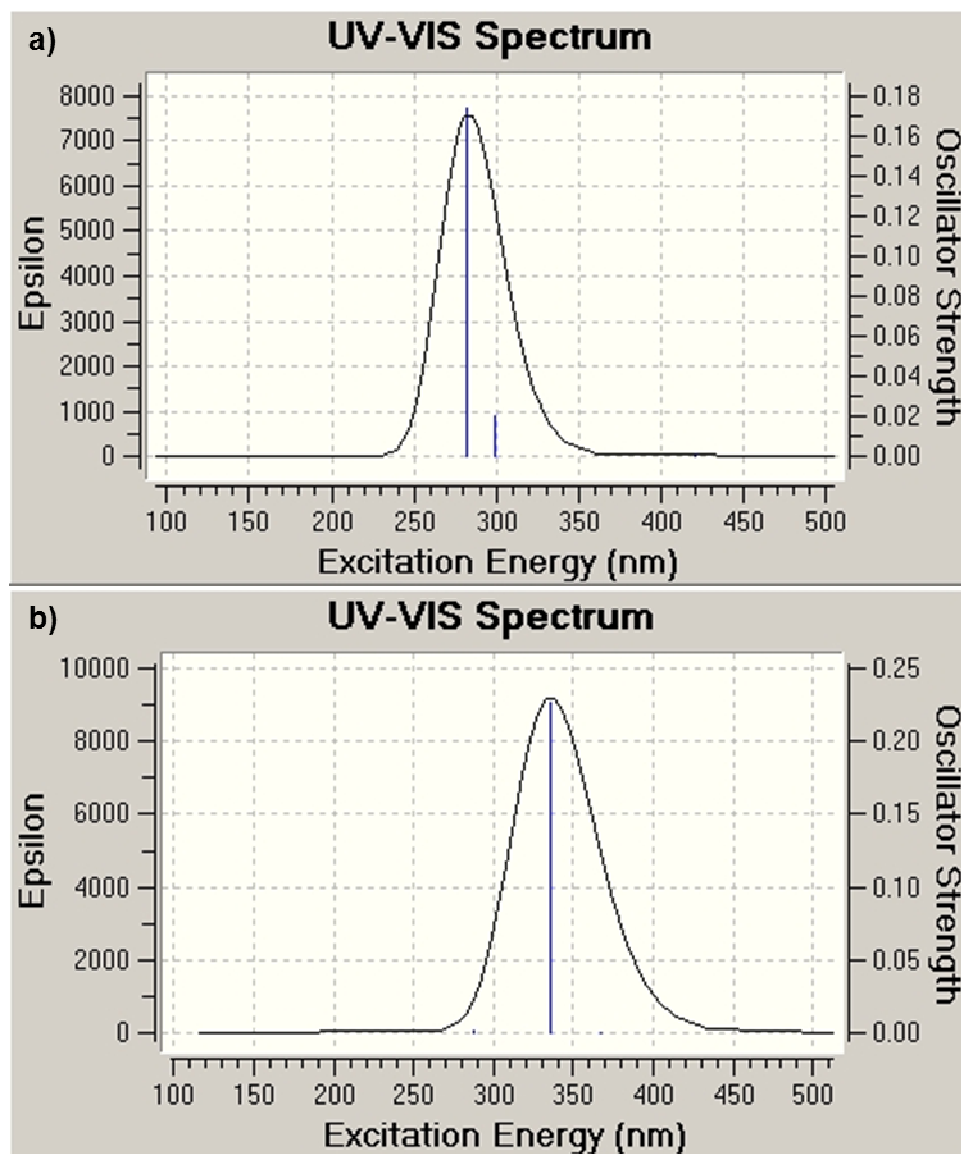 a)
UV-VIS Spectrum
8000
7000
6000
5000
4000
3000
2000
1000
0
Epsilon
0.18
0.16
0.14
0.12
0.10
0.08
0.06
0.04
0.02
0.00
Oscillator Strength
100 150 200 250 300 350 400 450 500
Excitation Energy (nm)
b)
UV-VIS Spectrum
10000
8000
6000
4000
2000
0
Epsilon
0.25
0.20
0.15
0.10
0.05
0.00
Oscillator Strength
100 150 200 250 300 350 400 450 500
Excitation Energy (nm)